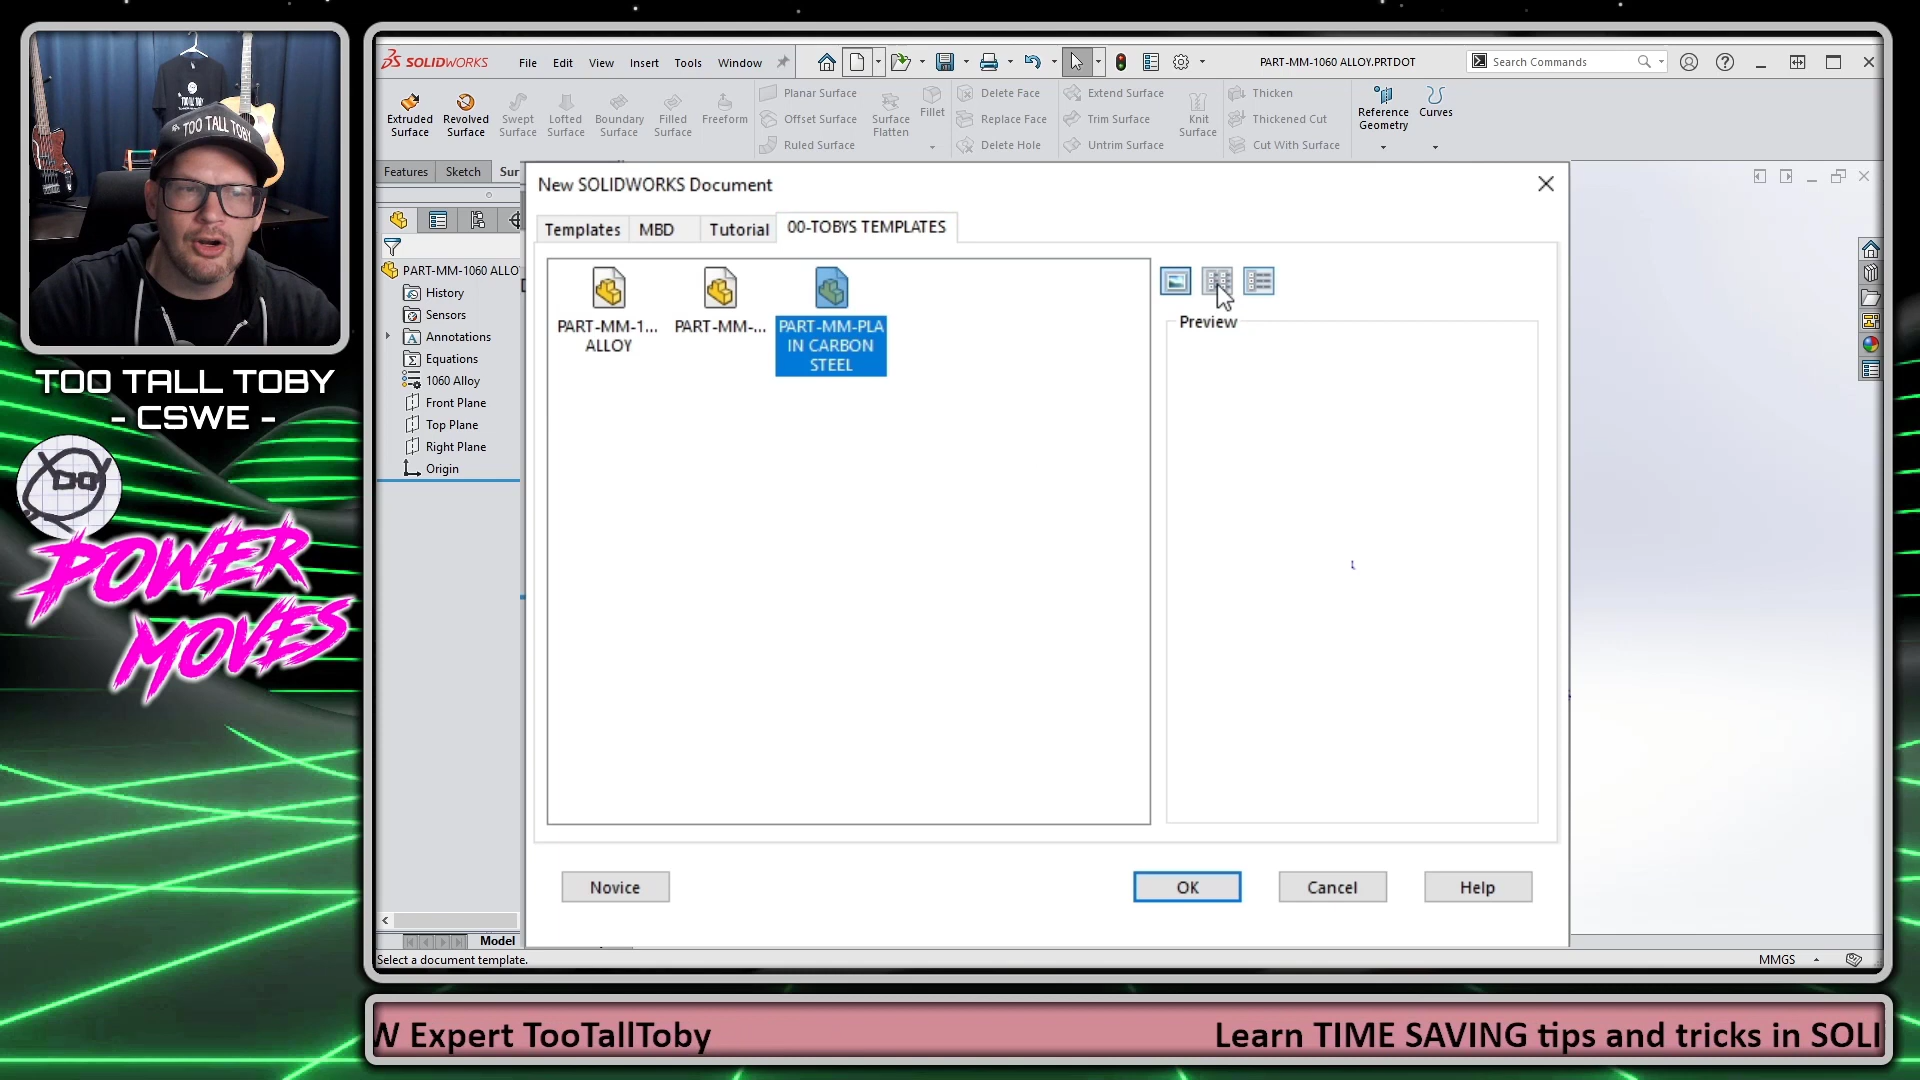 SOLIDWORKS
File Edit View Insert Tools Window
PART-MM-1060 ALLOY.PRTDOT
Search Commands
Extruded Surface
Revolved Surface
Swept Surface
Lofted Surface
Boundary Surface
Filled Surface
Freeform
Planar Surface
Offset Surface
Ruled Surface
Surface Flatten
Fillet
Delete Face
Replace Face
Delete Hole
Extend Surface
Trim Surface
Untrim Surface
Knit Surface
Thicken
Thickened Cut
Cut With Surface
Reference Geometry
Curves
Features Sketch Sur
PART-MM-1060 ALLO
History
Sensors
Annotations
Equations
1060 Alloy
Front Plane
Top Plane
Right Plane
Origin
New SOLIDWORKS Document
Templates MBD Tutorial 00-TOBYS TEMPLATES
PART-MM-1...
ALLOY
PART-MM-...
PART-MM-PLA
IN CARBON
STEEL
Preview
Novice OK Cancel Help
Model
Select a document template.
MMGS
TOO TALL TOBY
TOO TALL TOBY
- CSWE -
POWER
MOVES
W Expert TooTallToby
Learn TIME SAVING tips and tricks in SOLI